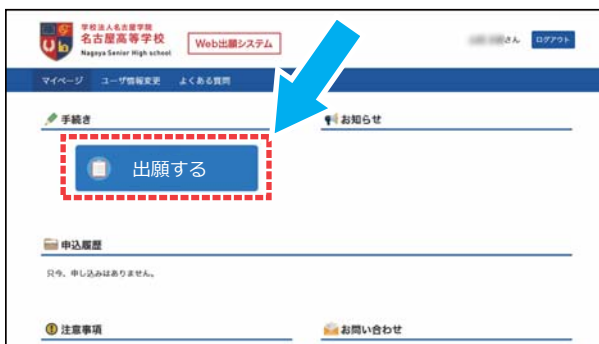 学校法人名古屋学院
名古屋高等学校
Nagoya Senior High school
Web出願システム
さん
ログアウト
マイページ ユーザ情報変更 よくある質問
手続き
お知らせ
出願する
申込履歴
只今、申し込みはありません。
注意事項
お問い合わせ